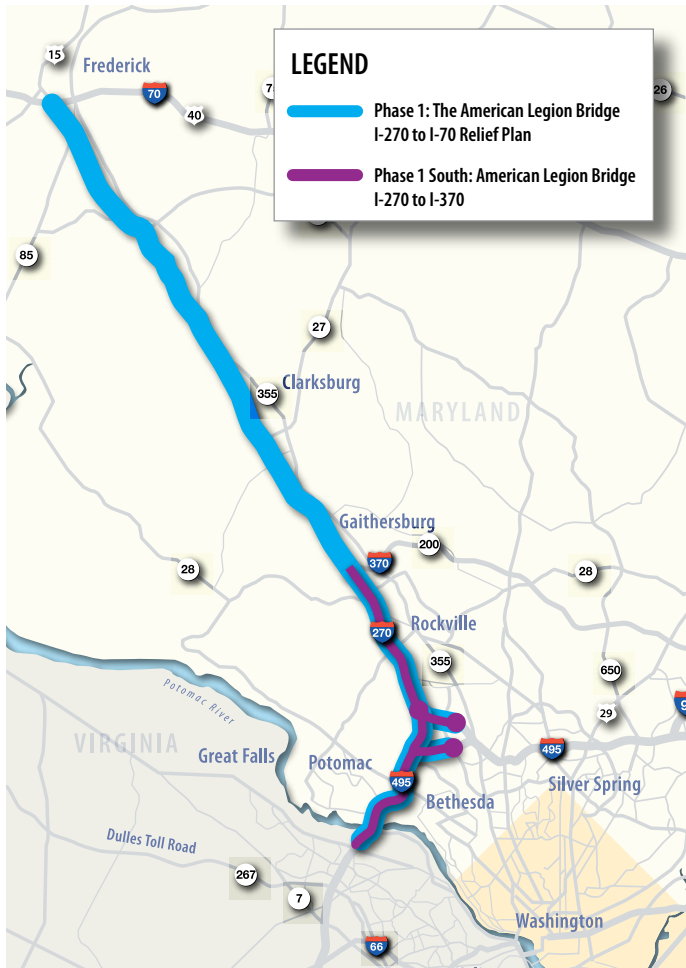 15
Frederick
70
40
LEGEND
Phase 1: The American Legion Bridge
I-270 to I-70 Relief Plan
Phase 1 South: American Legion Bridge
I-270 to I-370
26
85
27
355
Clarksburg
MARYLAND
Gaithersburg
200
370
28
28
270
Rockville
355
650
29
Potomac River
VIRGINIA
Great Falls
Potomac
495
495
Silver Spring
Bethesda
Dulles Toll Road
267
7
Washington
66